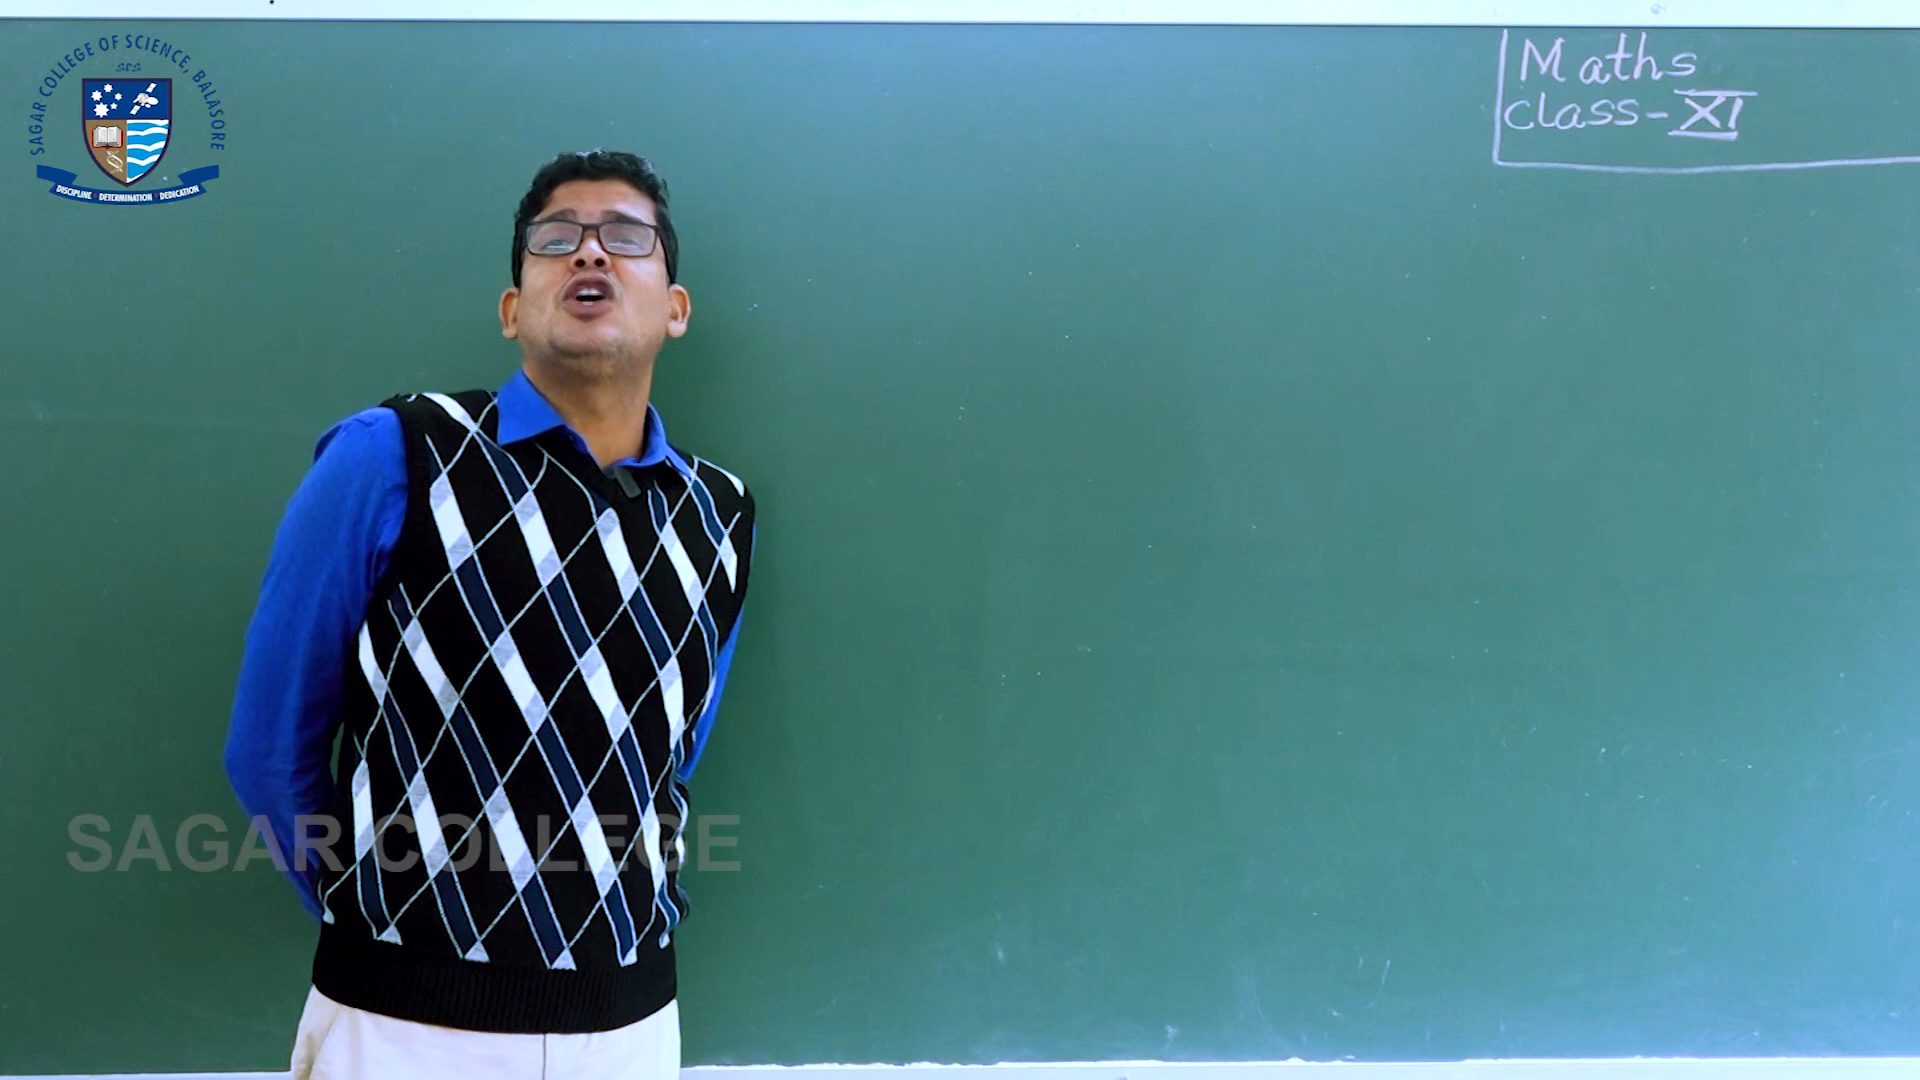 SAGAR COLLEGE OF SCIENCE, BALASORE
SCS
DISCIPLINE DETERMINATION DEDICATION
Maths
class-XI
SAGAR COLLEGE